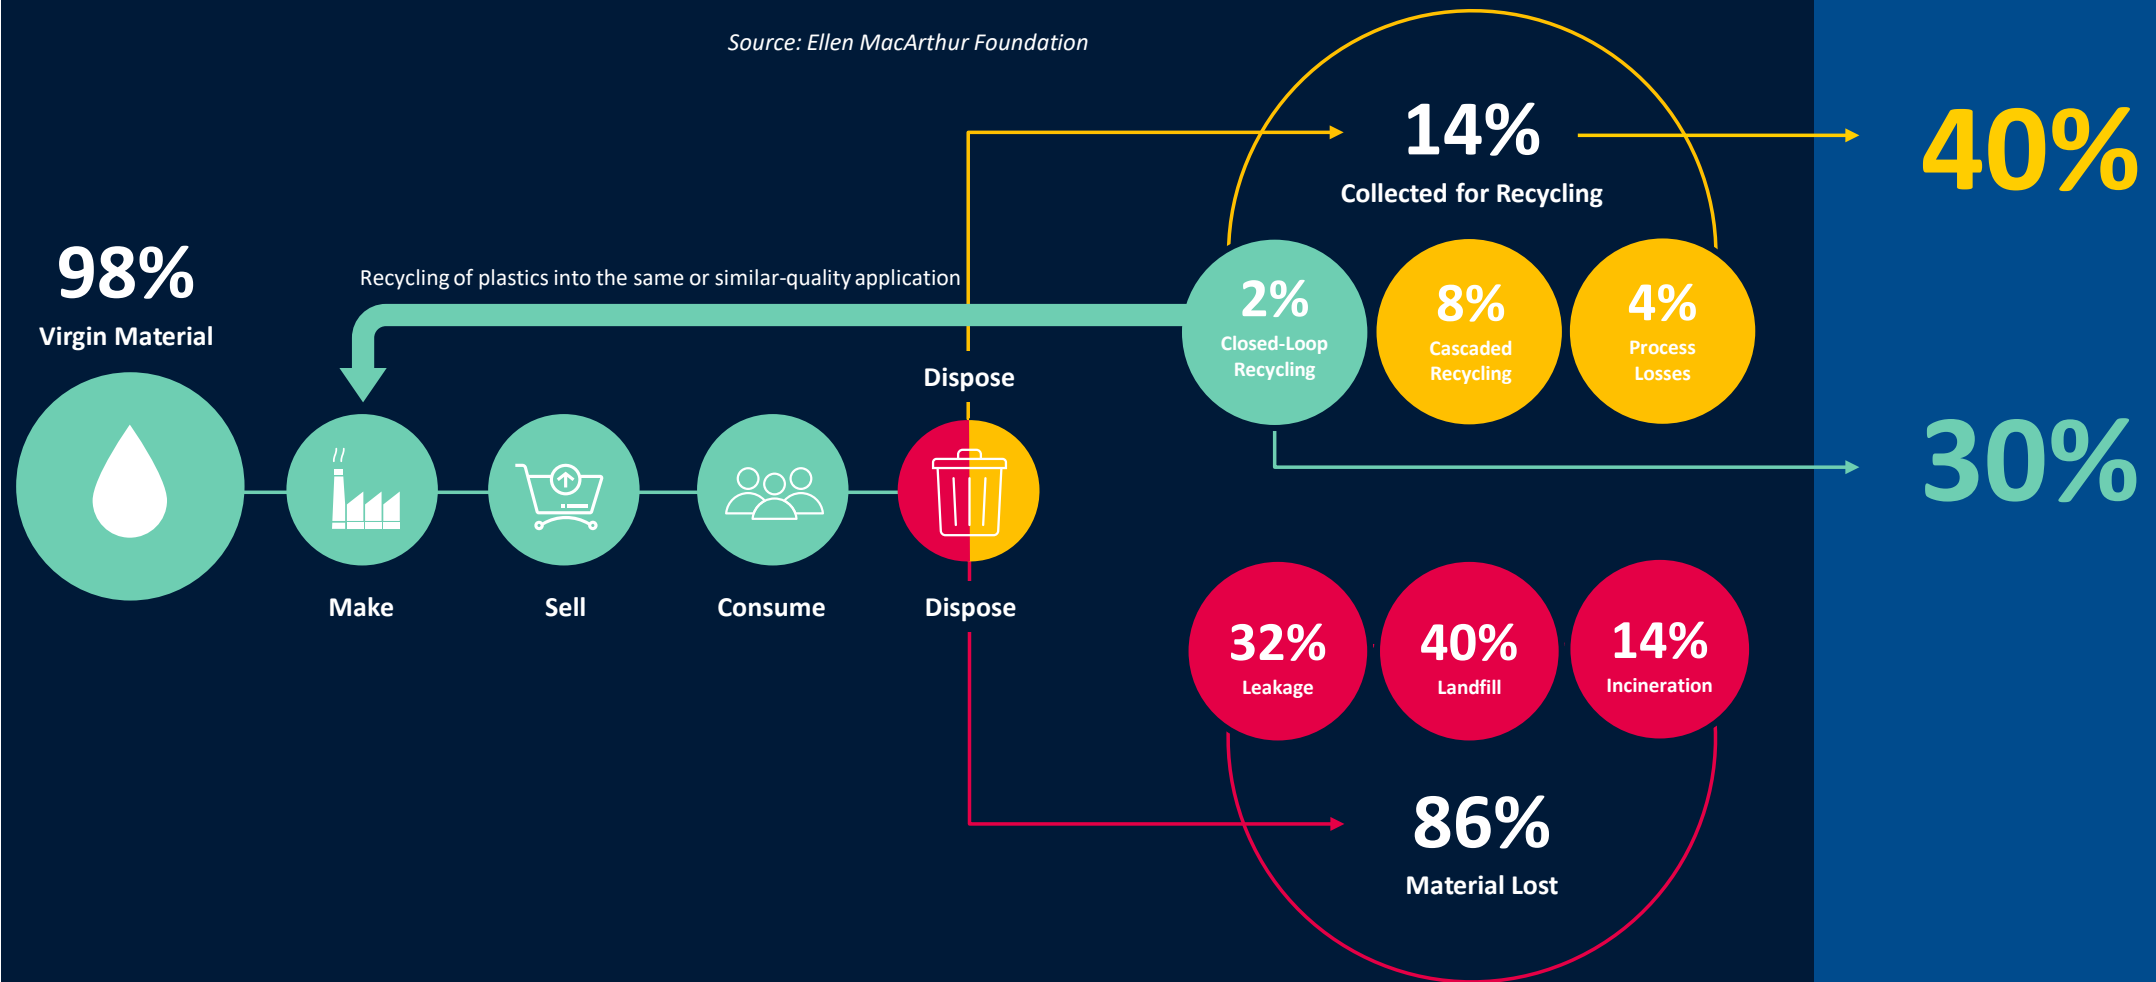 Source: Ellen MacArthur Foundation
14%
Collected for Recycling
40%
98%
Virgin Material
Recycling of plastics into the same or similar-quality application
2%
Closed-Loop
Recycling
8%
Cascaded
Recycling
4%
Process
Losses
Dispose
30%
Make
Sell
Consume
Dispose
32%
Leakage
40%
Landfill
14%
Incineration
86%
Material Lost